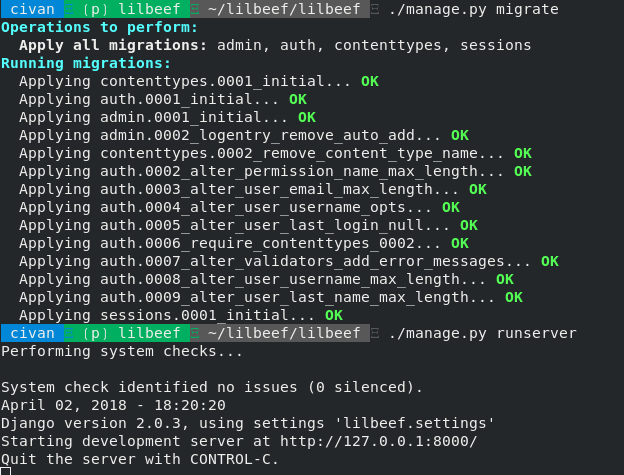 civan (p) lilbeef ~/lilbeef/lilbeef ./manage.py migrate
Operations to perform:
  Apply all migrations: admin, auth, contenttypes, sessions
Running migrations:
  Applying contenttypes.0001_initial... OK
  Applying auth.0001_initial... OK
  Applying admin.0001_initial... OK
  Applying admin.0002_logentry_remove_auto_add... OK
  Applying contenttypes.0002_remove_content_type_name... OK
  Applying auth.0002_alter_permission_name_max_length... OK
  Applying auth.0003_alter_user_email_max_length... OK
  Applying auth.0004_alter_user_username_opts... OK
  Applying auth.0005_alter_user_last_login_null... OK
  Applying auth.0006_require_contenttypes_0002... OK
  Applying auth.0007_alter_validators_add_error_messages... OK
  Applying auth.0008_alter_user_username_max_length... OK
  Applying auth.0009_alter_user_last_name_max_length... OK
  Applying sessions.0001_initial... OK
civan (p) lilbeef ~/lilbeef/lilbeef ./manage.py runserver
Performing system checks...

System check identified no issues (0 silenced).
April 02, 2018 - 18:20:20
Django version 2.0.3, using settings 'lilbeef.settings'
Starting development server at http://127.0.0.1:8000/
Quit the server with CONTROL-C.